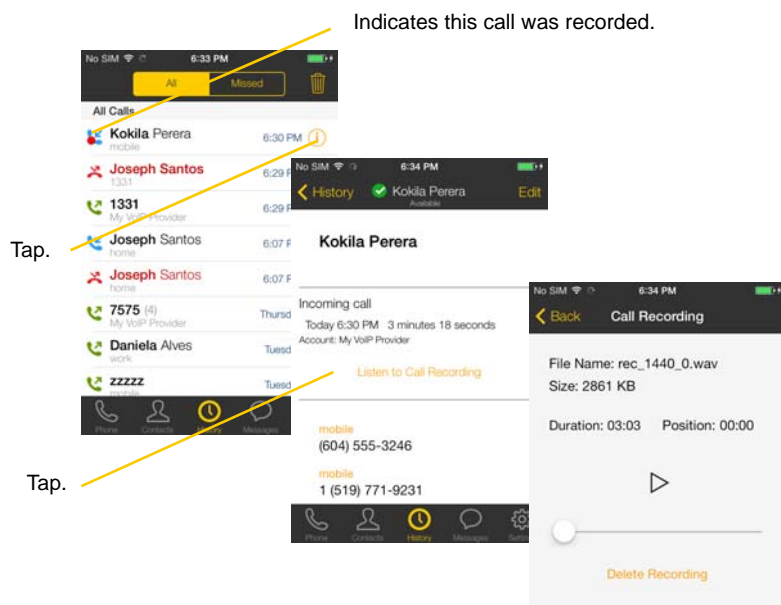 Indicates this call was recorded.
No SIM 6:33 PM
All Missed
All Calls
Kokila Perera
mobile
6:30 PM
Joseph Santos
1331
6:29 P
1331
My VoIP Provider
6:29 P
Joseph Santos
home
6:07 P
Joseph Santos
home
6:07 P
7575 (4)
My VoIP Provider
Thursd
Daniela Alves
work
Tuesd
zzzzz
mobile
Tuesd
Phone Contacts History Messages
Tap.
No SIM 6:34 PM
History Kokila Perera Edit
Available
Kokila Perera
Incoming call
Today 6:30 PM 3 minutes 18 seconds
Account: My VoIP Provider
Listen to Call Recording
mobile
(604) 555-3246
mobile
1 (519) 771-9231
Phone Contacts History Messages Settin
Tap.
No SIM 6:34 PM
Back Call Recording
File Name: rec_1440_0.wav
Size: 2861 KB
Duration: 03:03 Position: 00:00
Delete Recording